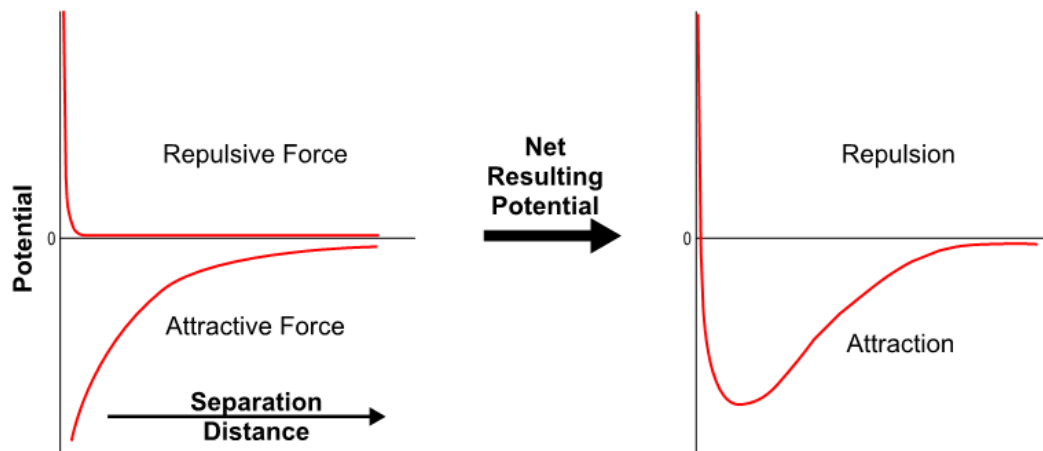 Potential
0
Repulsive Force
Attractive Force
Separation
Distance
Net
Resulting
Potential
0
Repulsion
Attraction